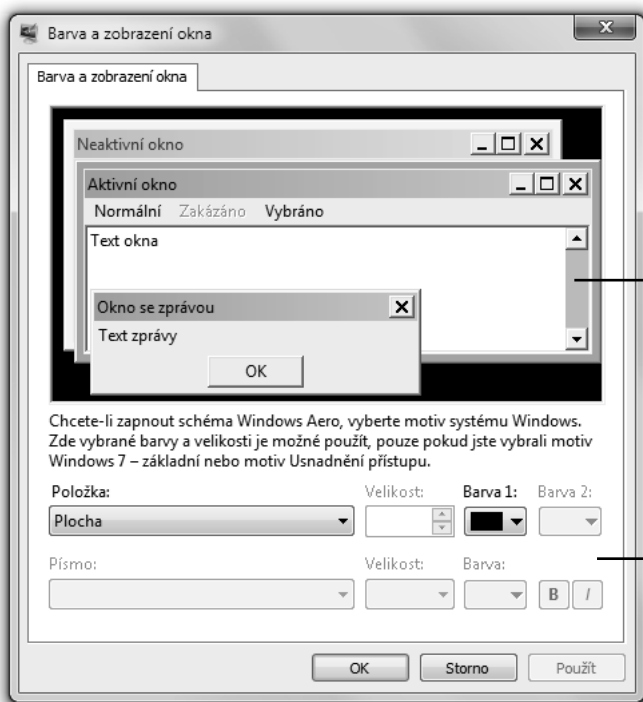 Barva a zobrazení okna
Barva a zobrazení okna
Neaktivní okno
Aktivní okno
Normální Zakázáno Vybráno
Text okna
Okno se zprávou
Text zprávy
OK
Chcete-li zapnout schéma Windows Aero, vyberte motiv systému Windows.
Zde vybrané barvy a velikosti je možné použít, pouze pokud jste vybrali motiv
Windows 7 – základní nebo motiv Usnadnění přístupu.
Položka: Velikost: Barva 1: Barva 2:
Plocha
Písmo: Velikost: Barva:
B I
OK Storno Použít